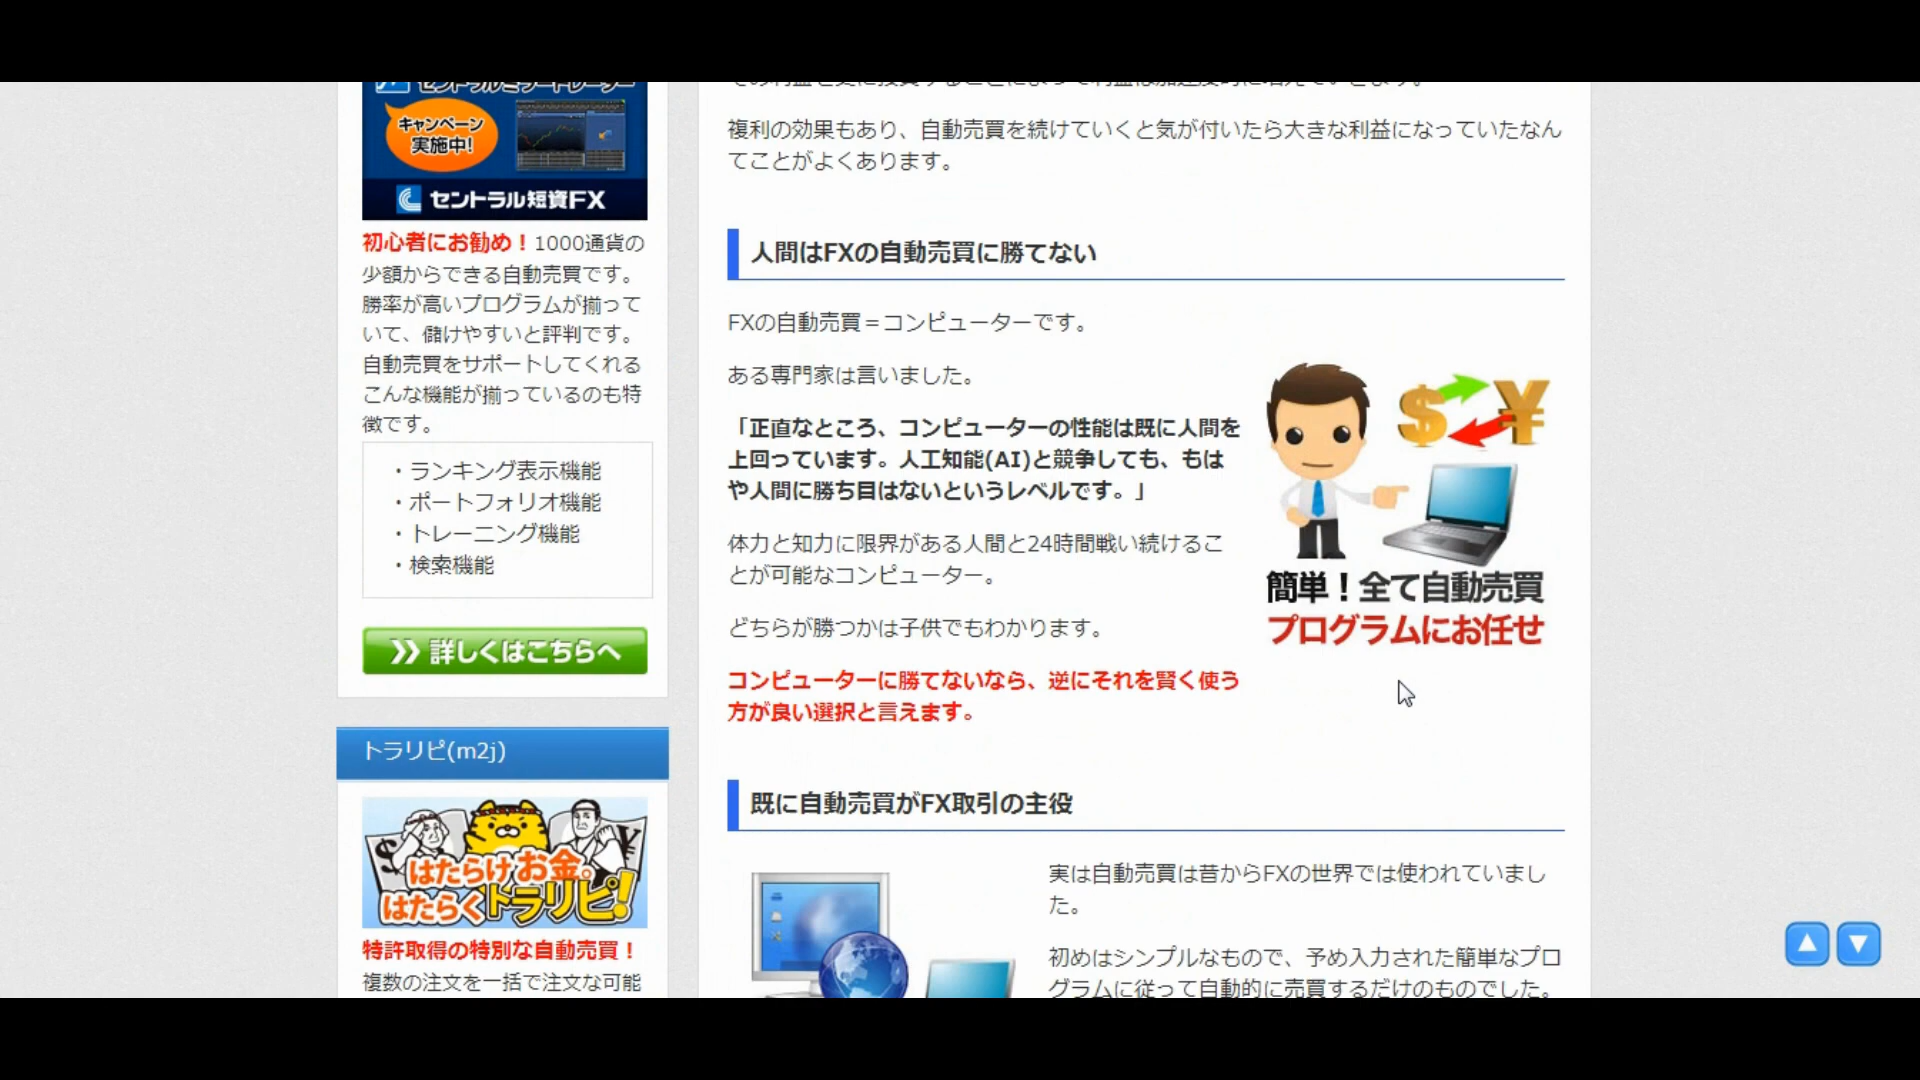 セントラルミラートレーダー
キャンペーン
実施中!
セントラル短資FX
初心者にお勧め！1000通貨の
少額からできる自動売買です。
勝率が高いプログラムが揃って
いて、儲けやすいと評判です。
自動売買をサポートしてくれる
こんな機能が揃っているのも特
徴です。
・ランキング表示機能
・ポートフォリオ機能
・トレーニング機能
・検索機能
詳しくはこちらへ
トラリピ(m2j)
はたらけお金。
はたらくトラリピ!
特許取得の特別な自動売買！
複数の注文を一括で注文な可能
複利の効果もあり、自動売買を続けていくと気が付いたら大きな利益になっていたなん
てことがよくあります。
人間はFXの自動売買に勝てない
FXの自動売買＝コンピューターです。
ある専門家は言いました。
「正直なところ、コンピューターの性能は既に人間を
上回っています。人工知能(AI)と競争しても、もは
や人間に勝ち目はないというレベルです。」
体力と知力に限界がある人間と24時間戦い続けるこ
とが可能なコンピューター。
どちらが勝つかは子供でもわかります。
コンピューターに勝てないなら、逆にそれを賢く使う
方が良い選択と言えます。
簡単！全て自動売買
プログラムにお任せ
既に自動売買がFX取引の主役
実は自動売買は昔からFXの世界では使われていまし
た。
初めはシンプルなもので、予め入力された簡単なプロ
グラムに従って自動的に売買するだけのものでした。